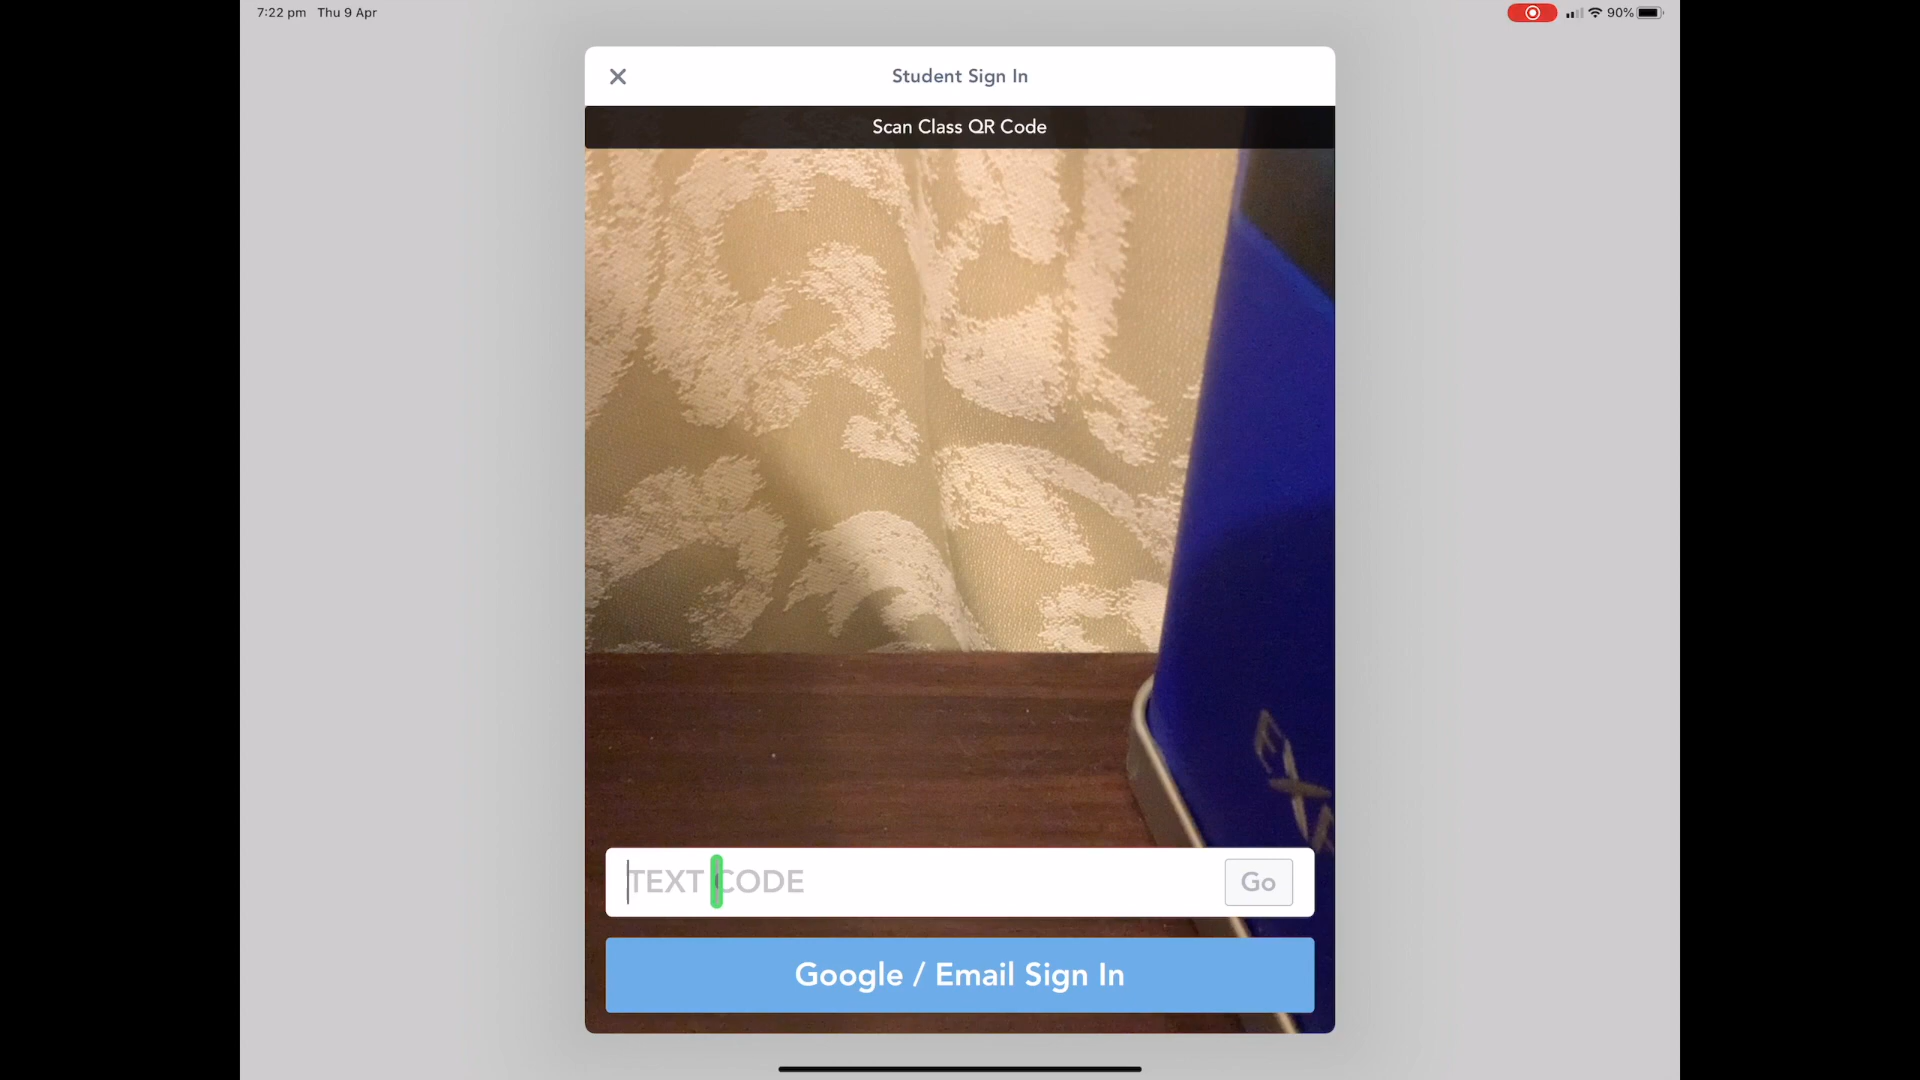 7:22 pm Thu 9 Apr
90%
Student Sign In
Scan Class QR Code
TEXT CODE
Go
Google / Email Sign In